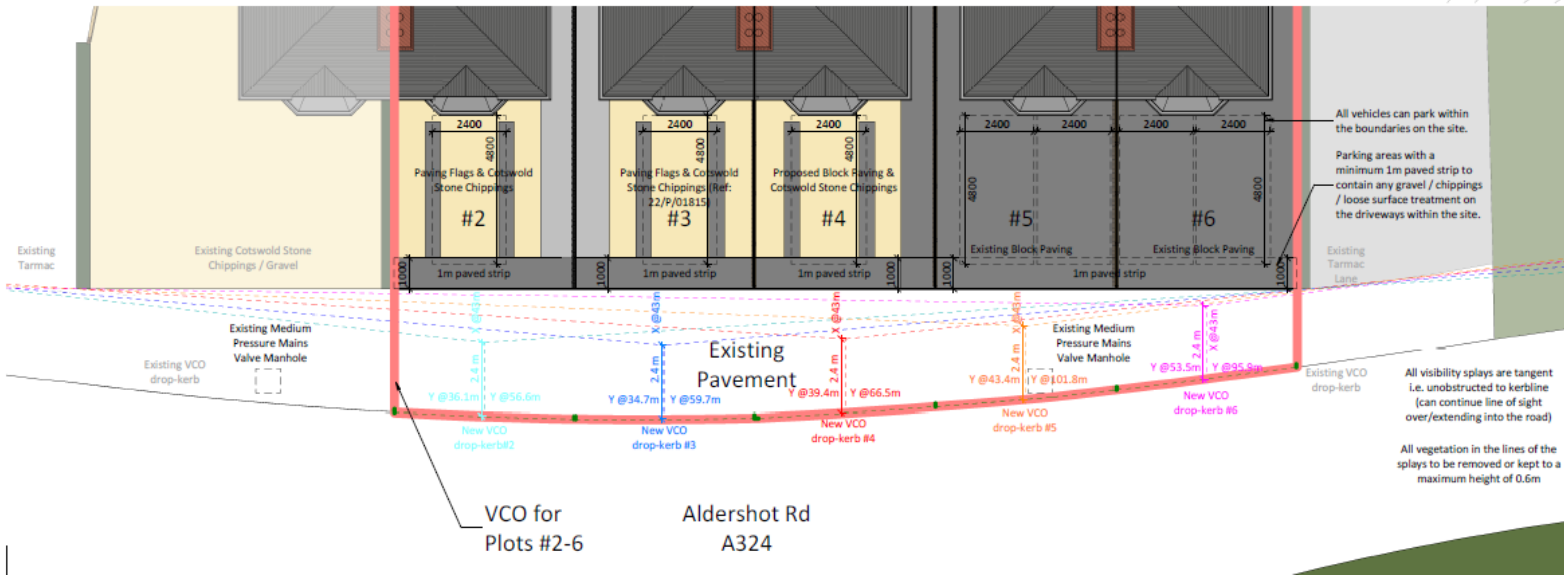 2400
2400
2400
2400
2400
2400
2400
4800
4800
4800
4800
4800
Paving Flags & Cotswold
Stone Chippings
#2
Paving Flags & Cotswold
Stone Chippings (Ref:
22/P/01815)
#3
Proposed Block Paving &
Cotswold Stone Chippings
#4
#5
Existing Block Paving
#6
Existing Block Paving
All vehicles can park within
the boundaries on the site.
Parking areas with a
minimum 1m paved strip to
contain any gravel / chippings
/ loose surface treatment on
the driveways within the site.
Existing
Tarmac
Existing Cotswold Stone
Chippings / Gravel
Existing
Tarmac
Lane
1000
1m paved strip
1000
1m paved strip
1000
1m paved strip
1000
1m paved strip
1000
Existing Medium
Pressure Mains
Valve Manhole
Existing VCO
drop-kerb
X @43m
2.4 m
Y @36.1m
Y @56.6m
New VCO
drop-kerb#2
X @43m
2.4 m
Y @34.7m
Y @59.7m
New VCO
drop-kerb #3
Existing
Pavement
X @43m
2.4 m
Y @39.4m
Y @66.5m
New VCO
drop-kerb #4
X @43m
2.4 m
Y @43.4m
Y @101.8m
New VCO
drop-kerb #5
Existing Medium
Pressure Mains
Valve Manhole
X @43m
2.4 m
Y @53.5m
Y @95.9m
New VCO
drop-kerb #6
Existing VCO
drop-kerb
All visibility splays are tangent
i.e. unobstructed to kerbline
(can continue line of sight
over/extending into the road)
All vegetation in the lines of the
splays to be removed or kept to a
maximum height of 0.6m
VCO for
Plots #2-6
Aldershot Rd
A324